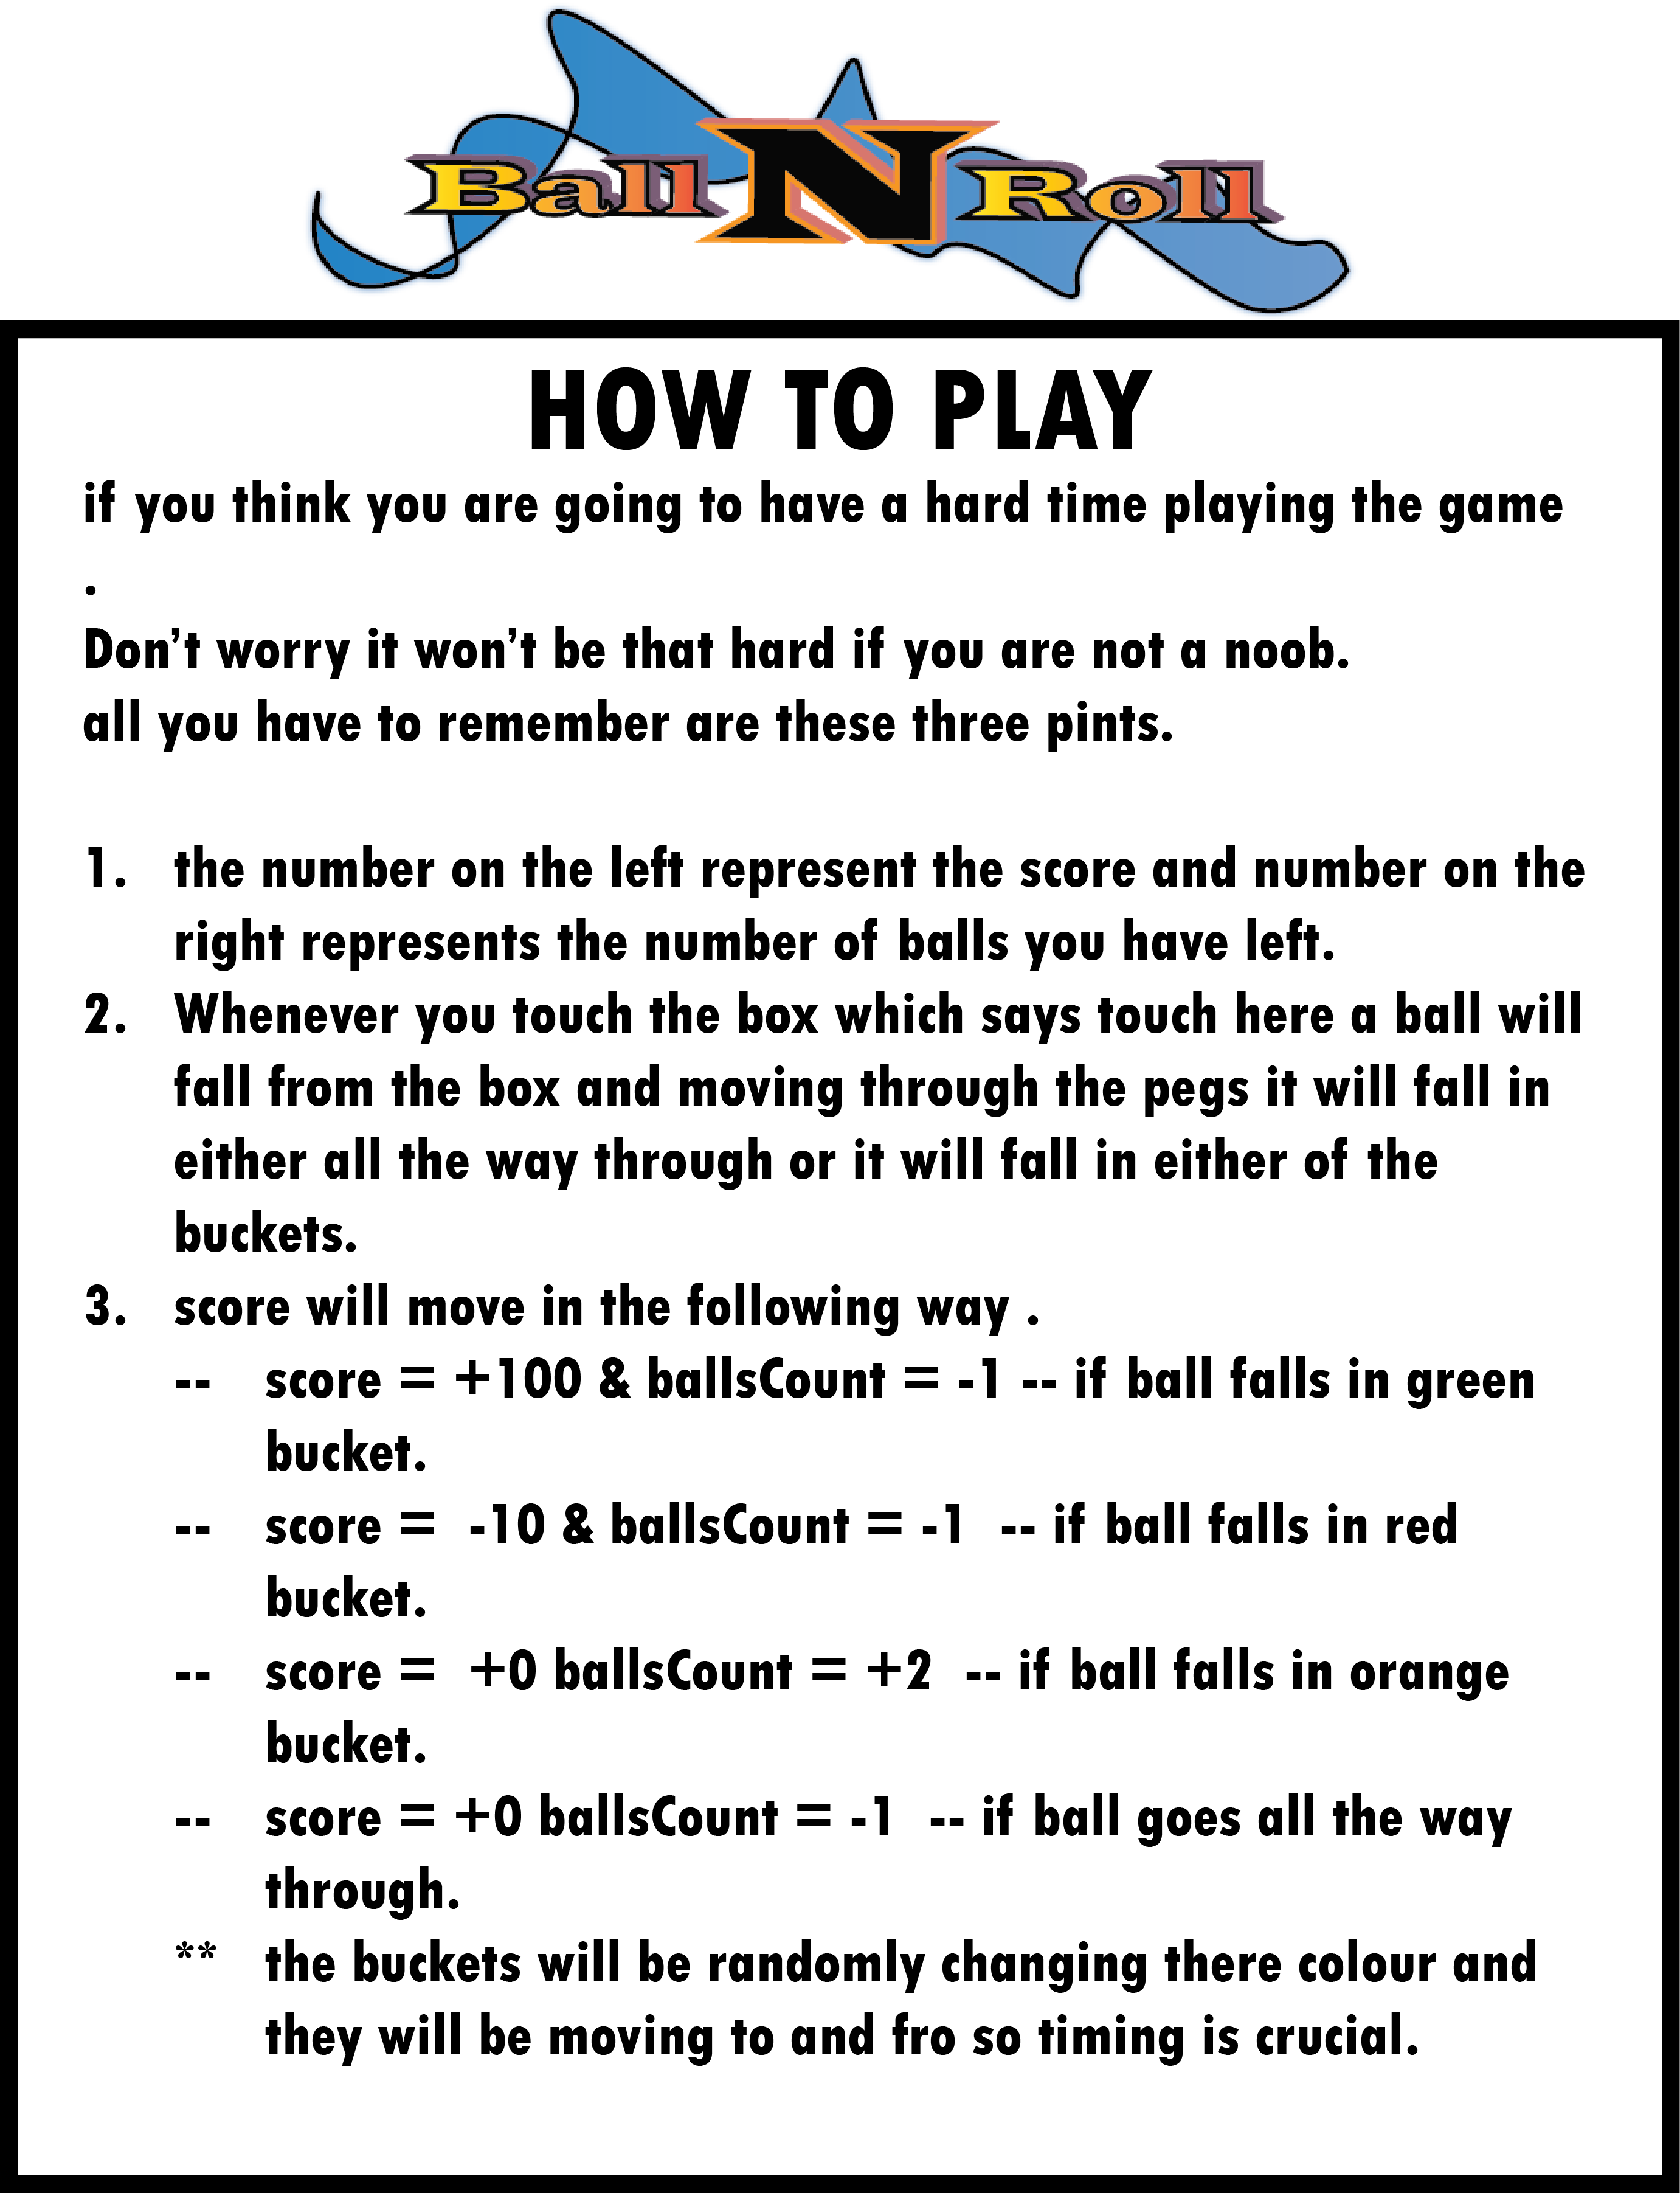 Ball N Roll
HOW TO PLAY
if you think you are going to have a hard time playing the game
.
Don’t worry it won’t be that hard if you are not a noob.
all you have to remember are these three pints.
1. the number on the left represent the score and number on the
right represents the number of balls you have left.
2. Whenever you touch the box which says touch here a ball will
fall from the box and moving through the pegs it will fall in
either all the way through or it will fall in either of the
buckets.
3. score will move in the following way .
-- score = +100 & ballsCount = -1 -- if ball falls in green
bucket.
-- score =  -10 & ballsCount = -1  -- if ball falls in red
bucket.
-- score =  +0 ballsCount = +2  -- if ball falls in orange
bucket.
-- score = +0 ballsCount = -1  -- if ball goes all the way
through.
** the buckets will be randomly changing there colour and
they will be moving to and fro so timing is crucial.